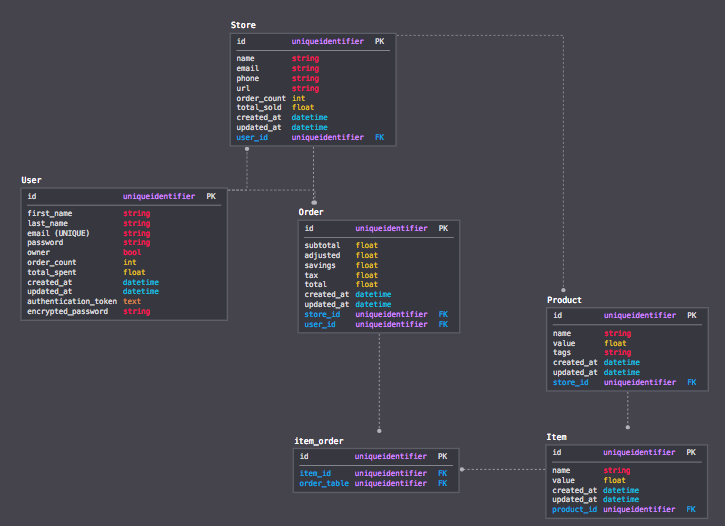 Store
id uniqueidentifier PK
name string
email string
phone string
url string
order_count int
total_sold float
created_at datetime
updated_at datetime
user_id uniqueidentifier FK
User
id uniqueidentifier PK
first_name string
last_name string
email (UNIQUE) string
password string
owner bool
order_count int
total_spent float
created_at datetime
updated_at datetime
authentication_token text
encrypted_password string
Order
id uniqueidentifier PK
subtotal float
adjusted float
savings float
tax float
total float
created_at datetime
updated_at datetime
store_id uniqueidentifier FK
user_id uniqueidentifier FK
Product
id uniqueidentifier PK
name string
value float
tags string
created_at datetime
updated_at datetime
store_id uniqueidentifier FK
item_order
id uniqueidentifier PK
item_id uniqueidentifier FK
order_table uniqueidentifier FK
Item
id uniqueidentifier PK
name string
value float
created_at datetime
updated_at datetime
product_id uniqueidentifier FK